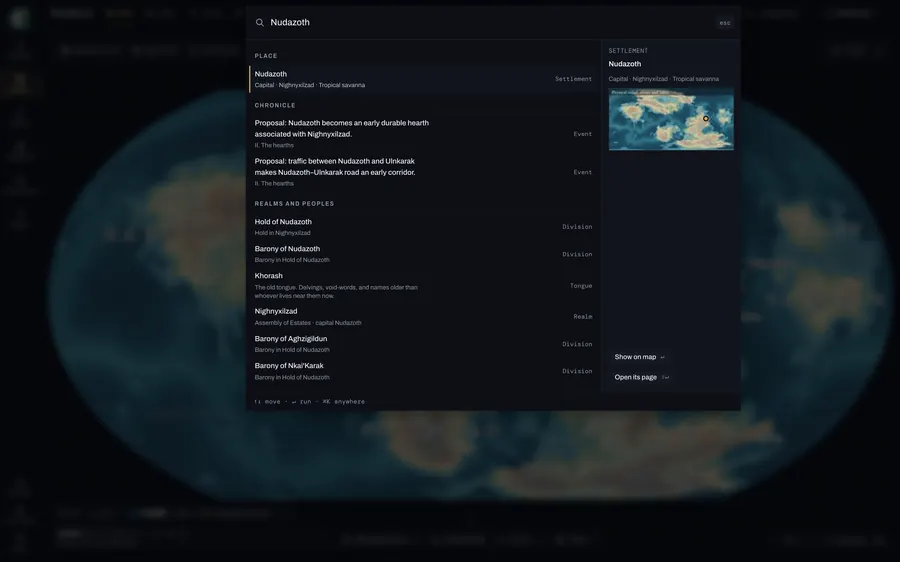 Nudazoth
esc
PLACE
Nudazoth
Settlement
Capital · Nighnyxilzad · Tropical savanna
CHRONICLE
Proposal: Nudazoth becomes an early durable hearth
associated with Nighnyxilzad.
Event
II. The hearths
Proposal: traffic between Nudazoth and Ulnkarak
makes Nudazoth–Ulnkarak road an early corridor.
Event
II. The hearths
REALMS AND PEOPLES
Hold of Nudazoth
Division
Hold in Nighnyxilzad
Barony of Nudazoth
Division
Barony in Hold of Nudazoth
Khorash
Tongue
The old tongue. Delvings, void-words, and names older than
whoever lives near them now.
Nighnyxilzad
Realm
Assembly of Estates · capital Nudazoth
Barony of Aghzigildun
Division
Barony in Hold of Nudazoth
Barony of Nkai'Karak
Division
Barony in Hold of Nudazoth
↑↓ move · ↵ run · ⌘K anywhere
SETTLEMENT
Nudazoth
Capital · Nighnyxilzad · Tropical savanna
Show on map ↵
Open its page ⇧↵